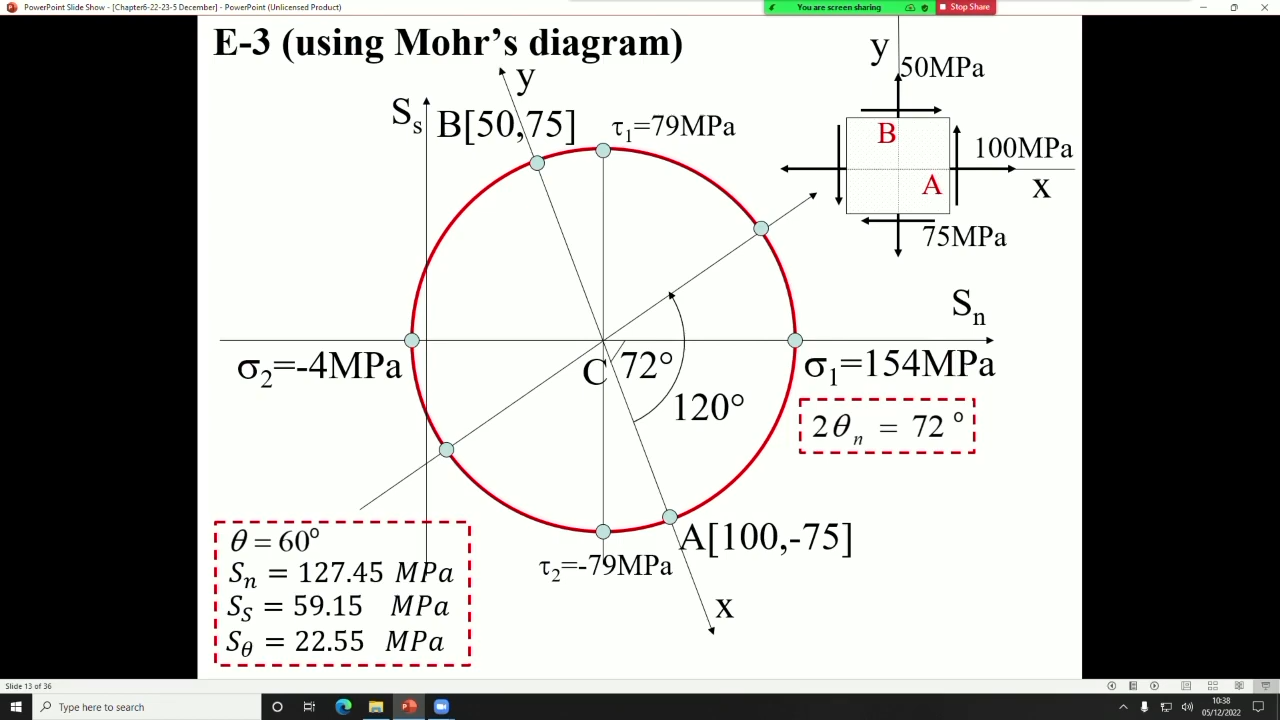 PowerPoint Slide Show - [Chapter6-22-23-5 December] - PowerPoint (Unlicensed Product)
You are screen sharing
Stop Share
E-3 (using Mohr's diagram)
y
50MPa
B
100MPa
A
x
75MPa
y
Ss
B[50,75]
τ1=79MPa
Sn
σ2=-4MPa
C
72°
σ1=154MPa
120°
2θn = 72 °
A[100,-75]
τ2=-79MPa
x
θ = 60°
Sn = 127.45 MPa
SS = 59.15 MPa
Sθ = 22.55 MPa
Slide 13 of 36
Type here to search
10:38
05/12/2022